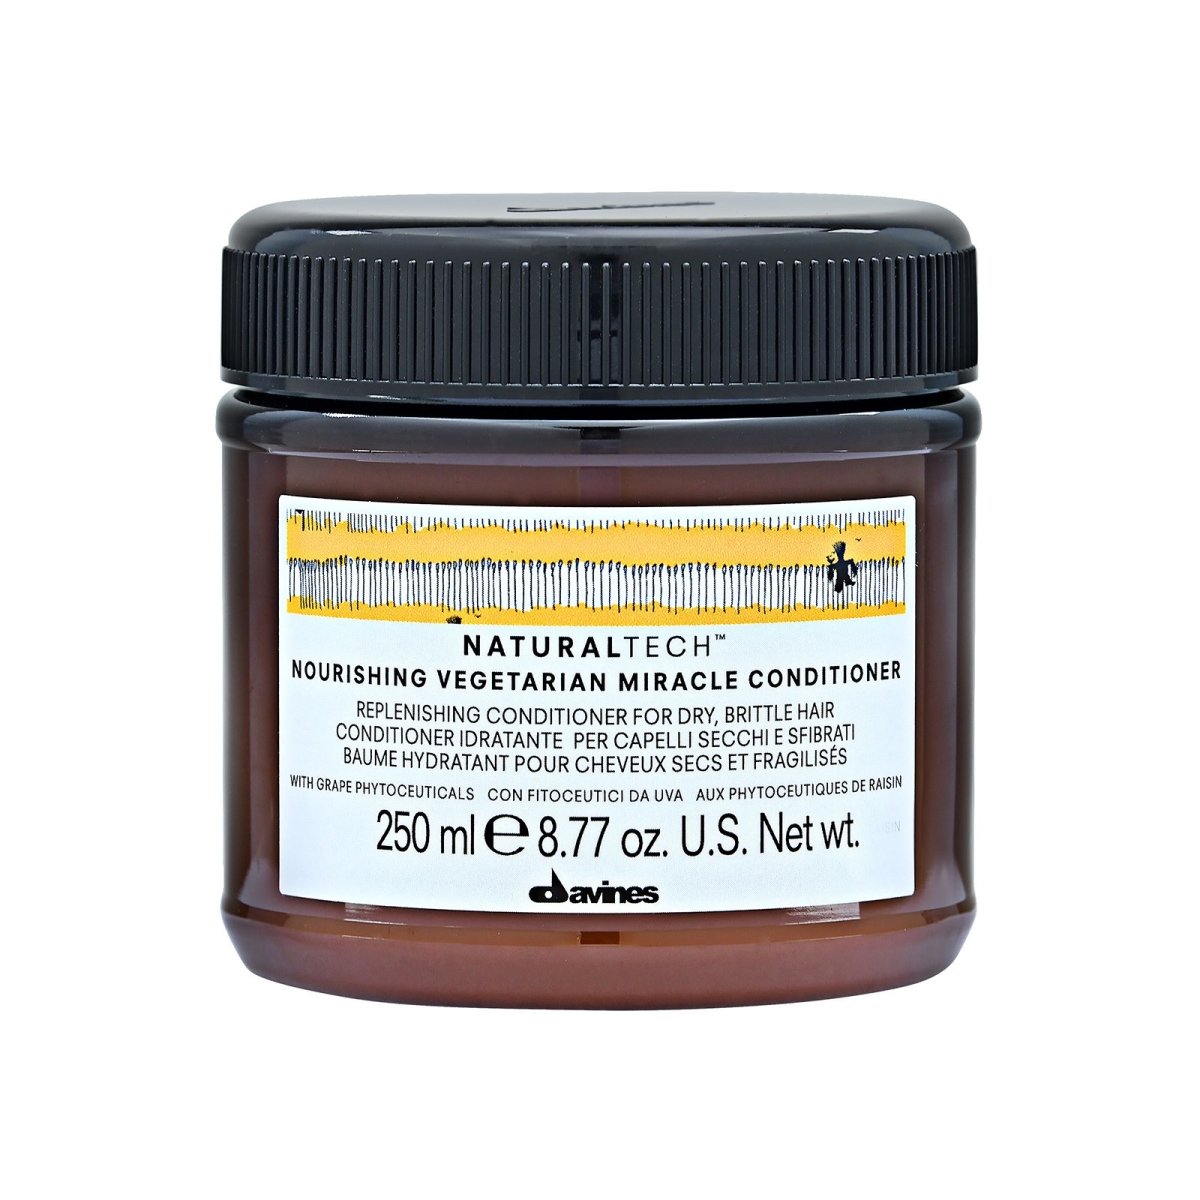 NATURALTECH™
NOURISHING VEGETARIAN MIRACLE CONDITIONER
REPLENISHING CONDITIONER FOR DRY, BRITTLE HAIR
CONDITIONER IDRATANTE PER CAPELLI SECCHI E SFIBRATI
BAUME HYDRATANT POUR CHEVEUX SECS ET FRAGILISÉS
WITH GRAPE PHYTOCEUTICALS CON FITOCEUTICI DA UVA AUX PHYTOCEUTIQUES DE RAISIN
250 ml ℮ 8.77 oz. U.S. Net wt.
davines